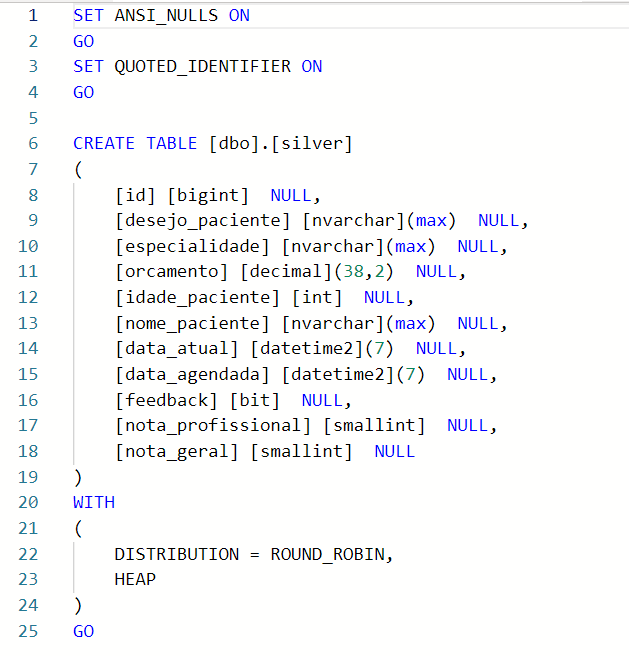 1 SET ANSI_NULLS ON
2 GO
3 SET QUOTED_IDENTIFIER ON
4 GO
5
6 CREATE TABLE [dbo].[silver]
7 (
8 [id] [bigint]  NULL,
9 [desejo_paciente] [nvarchar](max)  NULL,
10 [especialidade] [nvarchar](max)  NULL,
11 [orcamento] [decimal](38,2)  NULL,
12 [idade_paciente] [int]  NULL,
13 [nome_paciente] [nvarchar](max)  NULL,
14 [data_atual] [datetime2](7)  NULL,
15 [data_agendada] [datetime2](7)  NULL,
16 [feedback] [bit]  NULL,
17 [nota_profissional] [smallint]  NULL,
18 [nota_geral] [smallint]  NULL
19 )
20 WITH
21 (
22 DISTRIBUTION = ROUND_ROBIN,
23 HEAP
24 )
25 GO